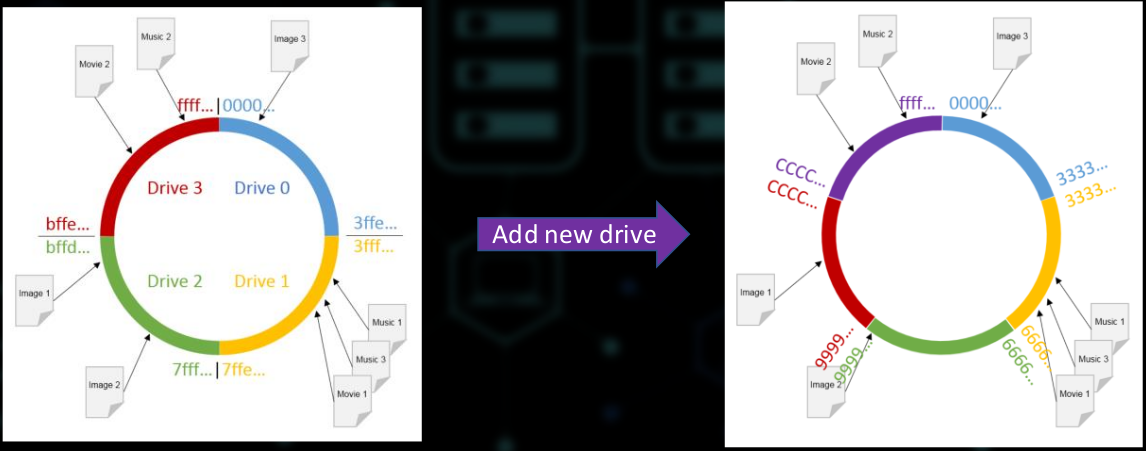 Music 2
Image 3
Movie 2
ffff...|0000...
Drive 3
Drive 0
bffe...
bffd...
3ffe...
3fff...
Drive 2
Drive 1
Image 1
Music 1
Music 3
Image 2
7fff...|7ffe...
Movie 1
Add new drive
Music 2
Image 3
Movie 2
ffff...
0000...
CCCC...
CCCC...
3333...
3333...
Image 1
Music 1
9999...
9999...
6666...
6666...
Music 3
Image 2
Movie 1